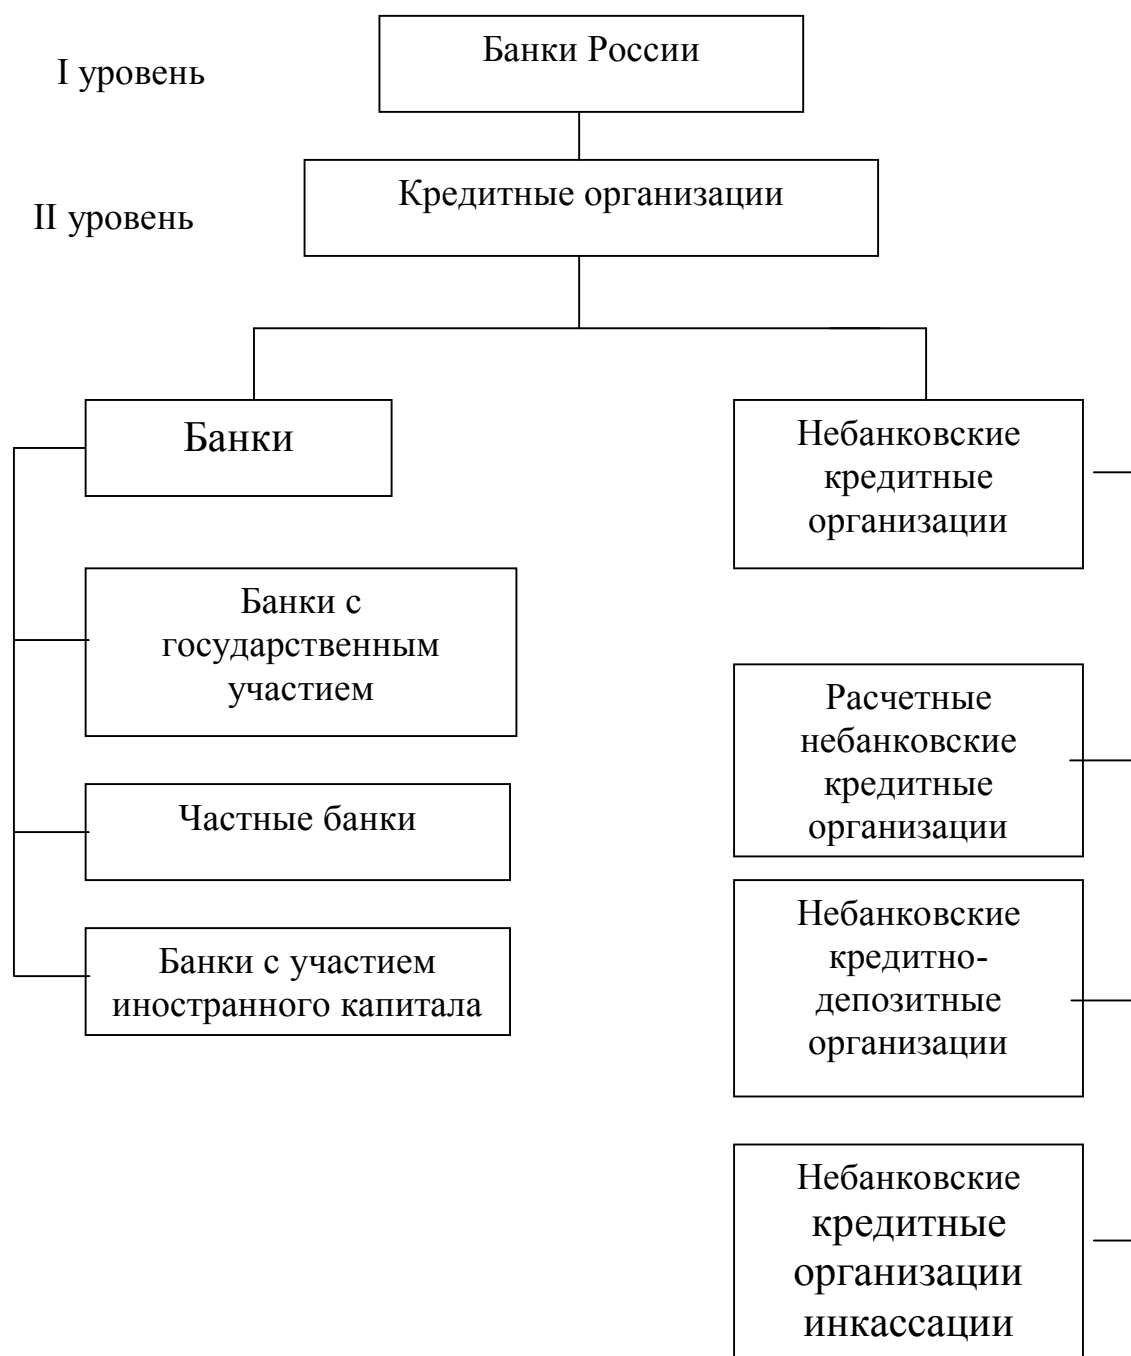 I уровень
Банки России
II уровень
Кредитные организации
Банки
Банки с
государственным
участием
Частные банки
Банки с участием
иностранного капитала
Небанковские
кредитные
организации
Расчетные
небанковские
кредитные
организации
Небанковские
кредитно-
депозитные
организации
Небанковские
кредитные
организации
инкассации